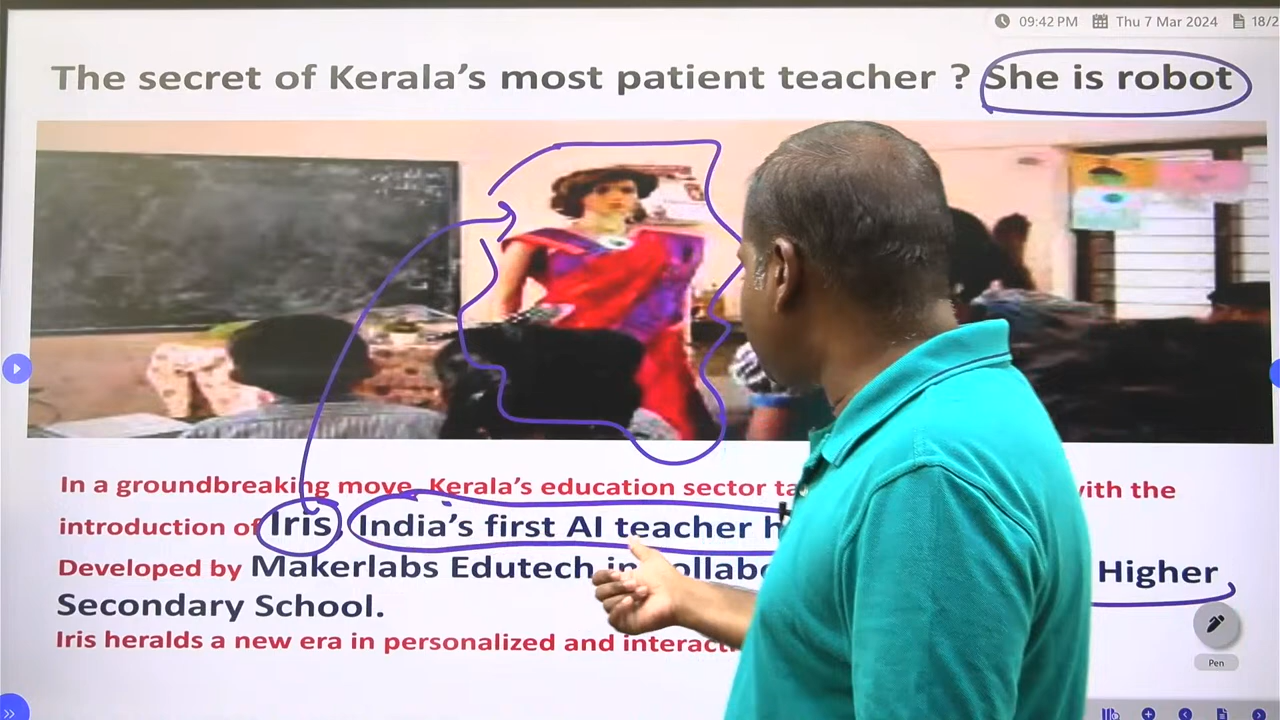 09:42 PM Thu 7 Mar 2024 18/2
The secret of Kerala's most patient teacher ? She is robot
In a groundbreaking move, Kerala's education sector ta with the
introduction of Iris, India's first AI teacher h
Developed by Makerlabs Edutech in Higher
Secondary School.
Iris heralds a new era in personalized and
Pen